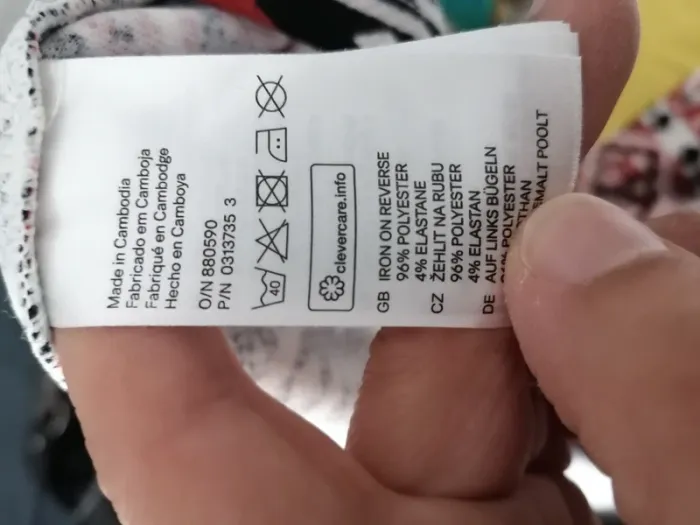 Made in Cambodia
Fabricado em Camboja
Fabriqué en Cambodge
Hecho en Camboya
O/N 880590
P/N 0313735 3
40
clevercare.info
GB IRON ON REVERSE
96% POLYESTER
4% ELASTANE
CZ ŽEHLIT NA RUBU
96% POLYESTER
4% ELASTAN
DE AUF LINKS BÜGELN
96% POLYESTER
SMALT POOLT